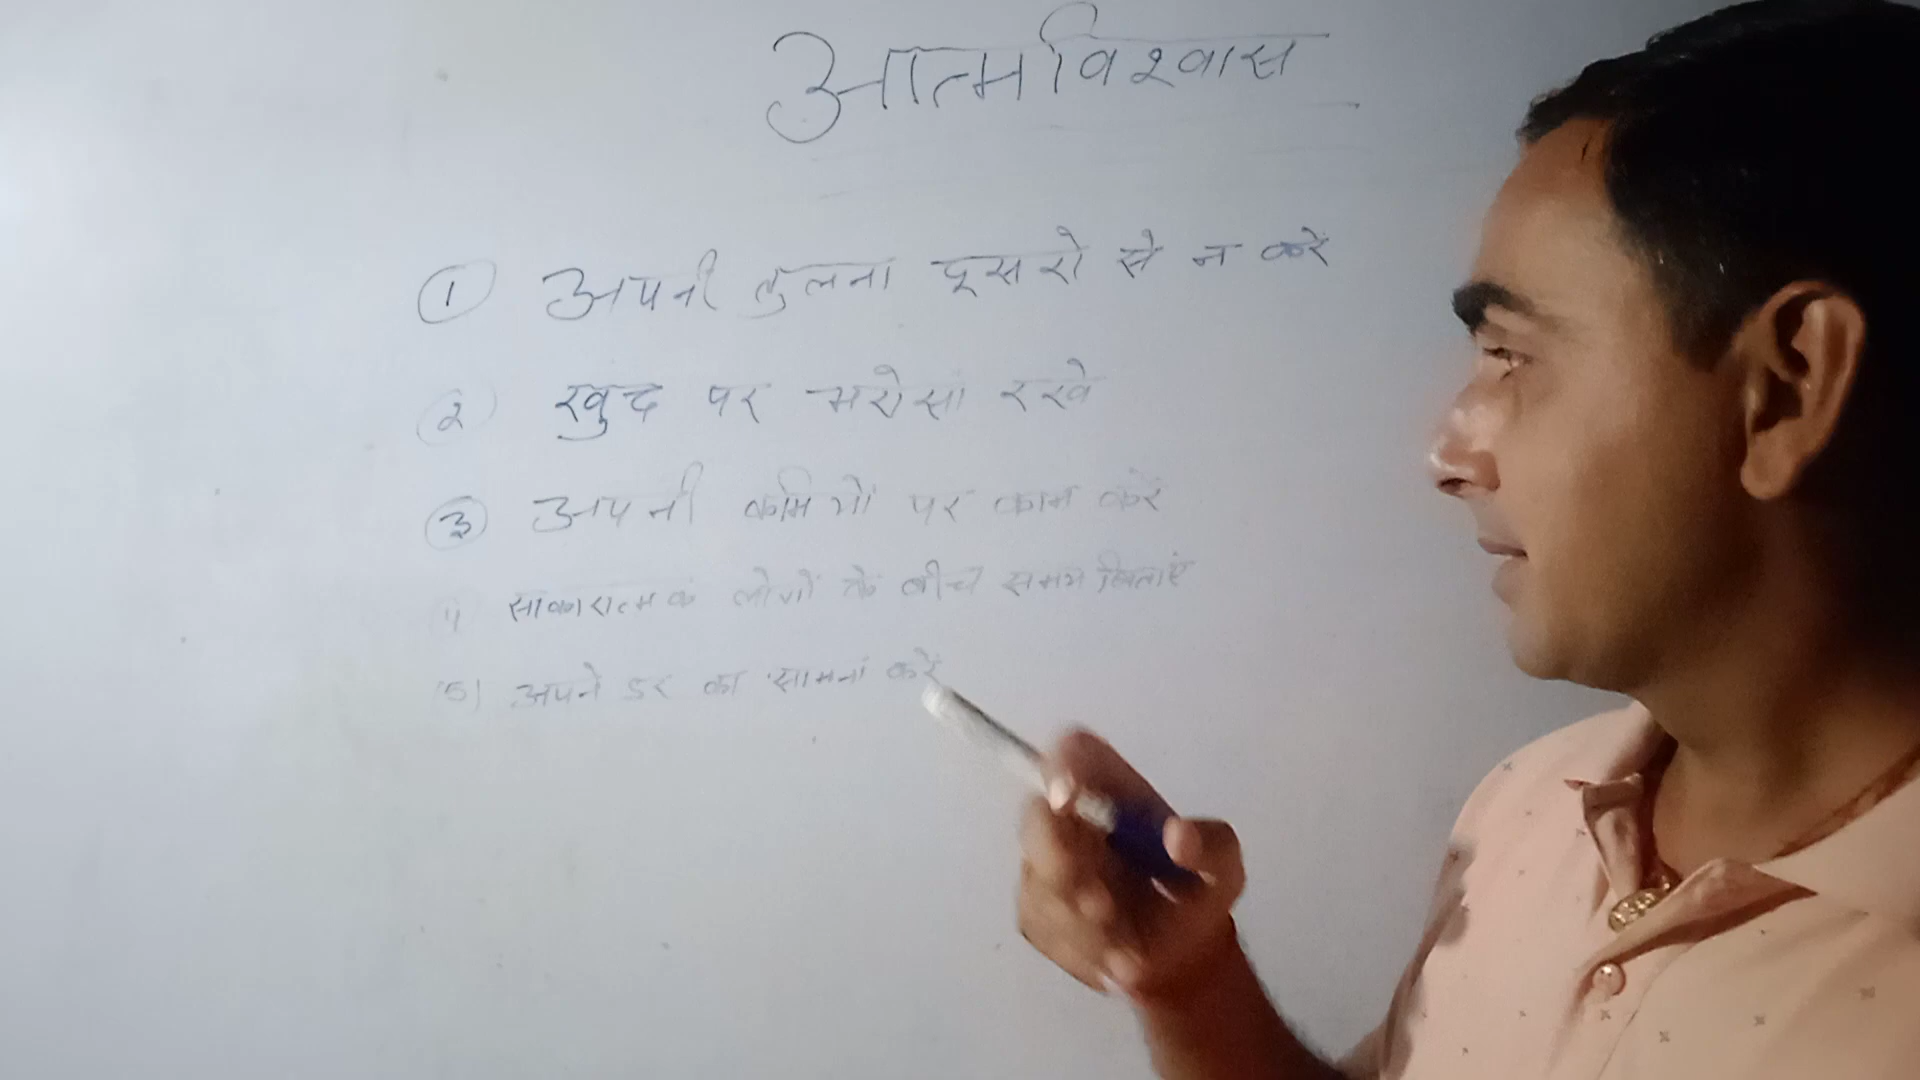 आत्मविश्वास
① अपनी तुलना दूसरो से न करे
② खुद पर भरोसा रखे
③ अपनी कमियों पर काम करें
4) साकारात्मक लोगों के बीच समय बिताएं
5) अपने डर का सामना करें